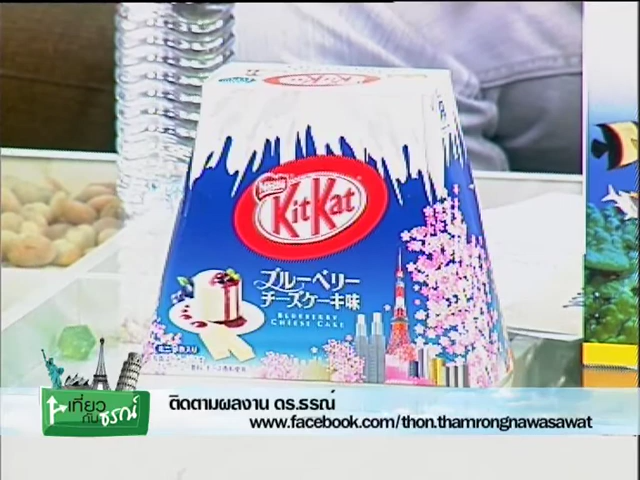 KitKat
Nestlé
KitKat
ブルーベリー
チーズケーキ味
BLUEBERRY
CHEESE CAKE
เที่ยว
กับธรณ์
ติดตามผลงาน ดร.ธรณ์
www.facebook.com/thon.thamrongnawasawat